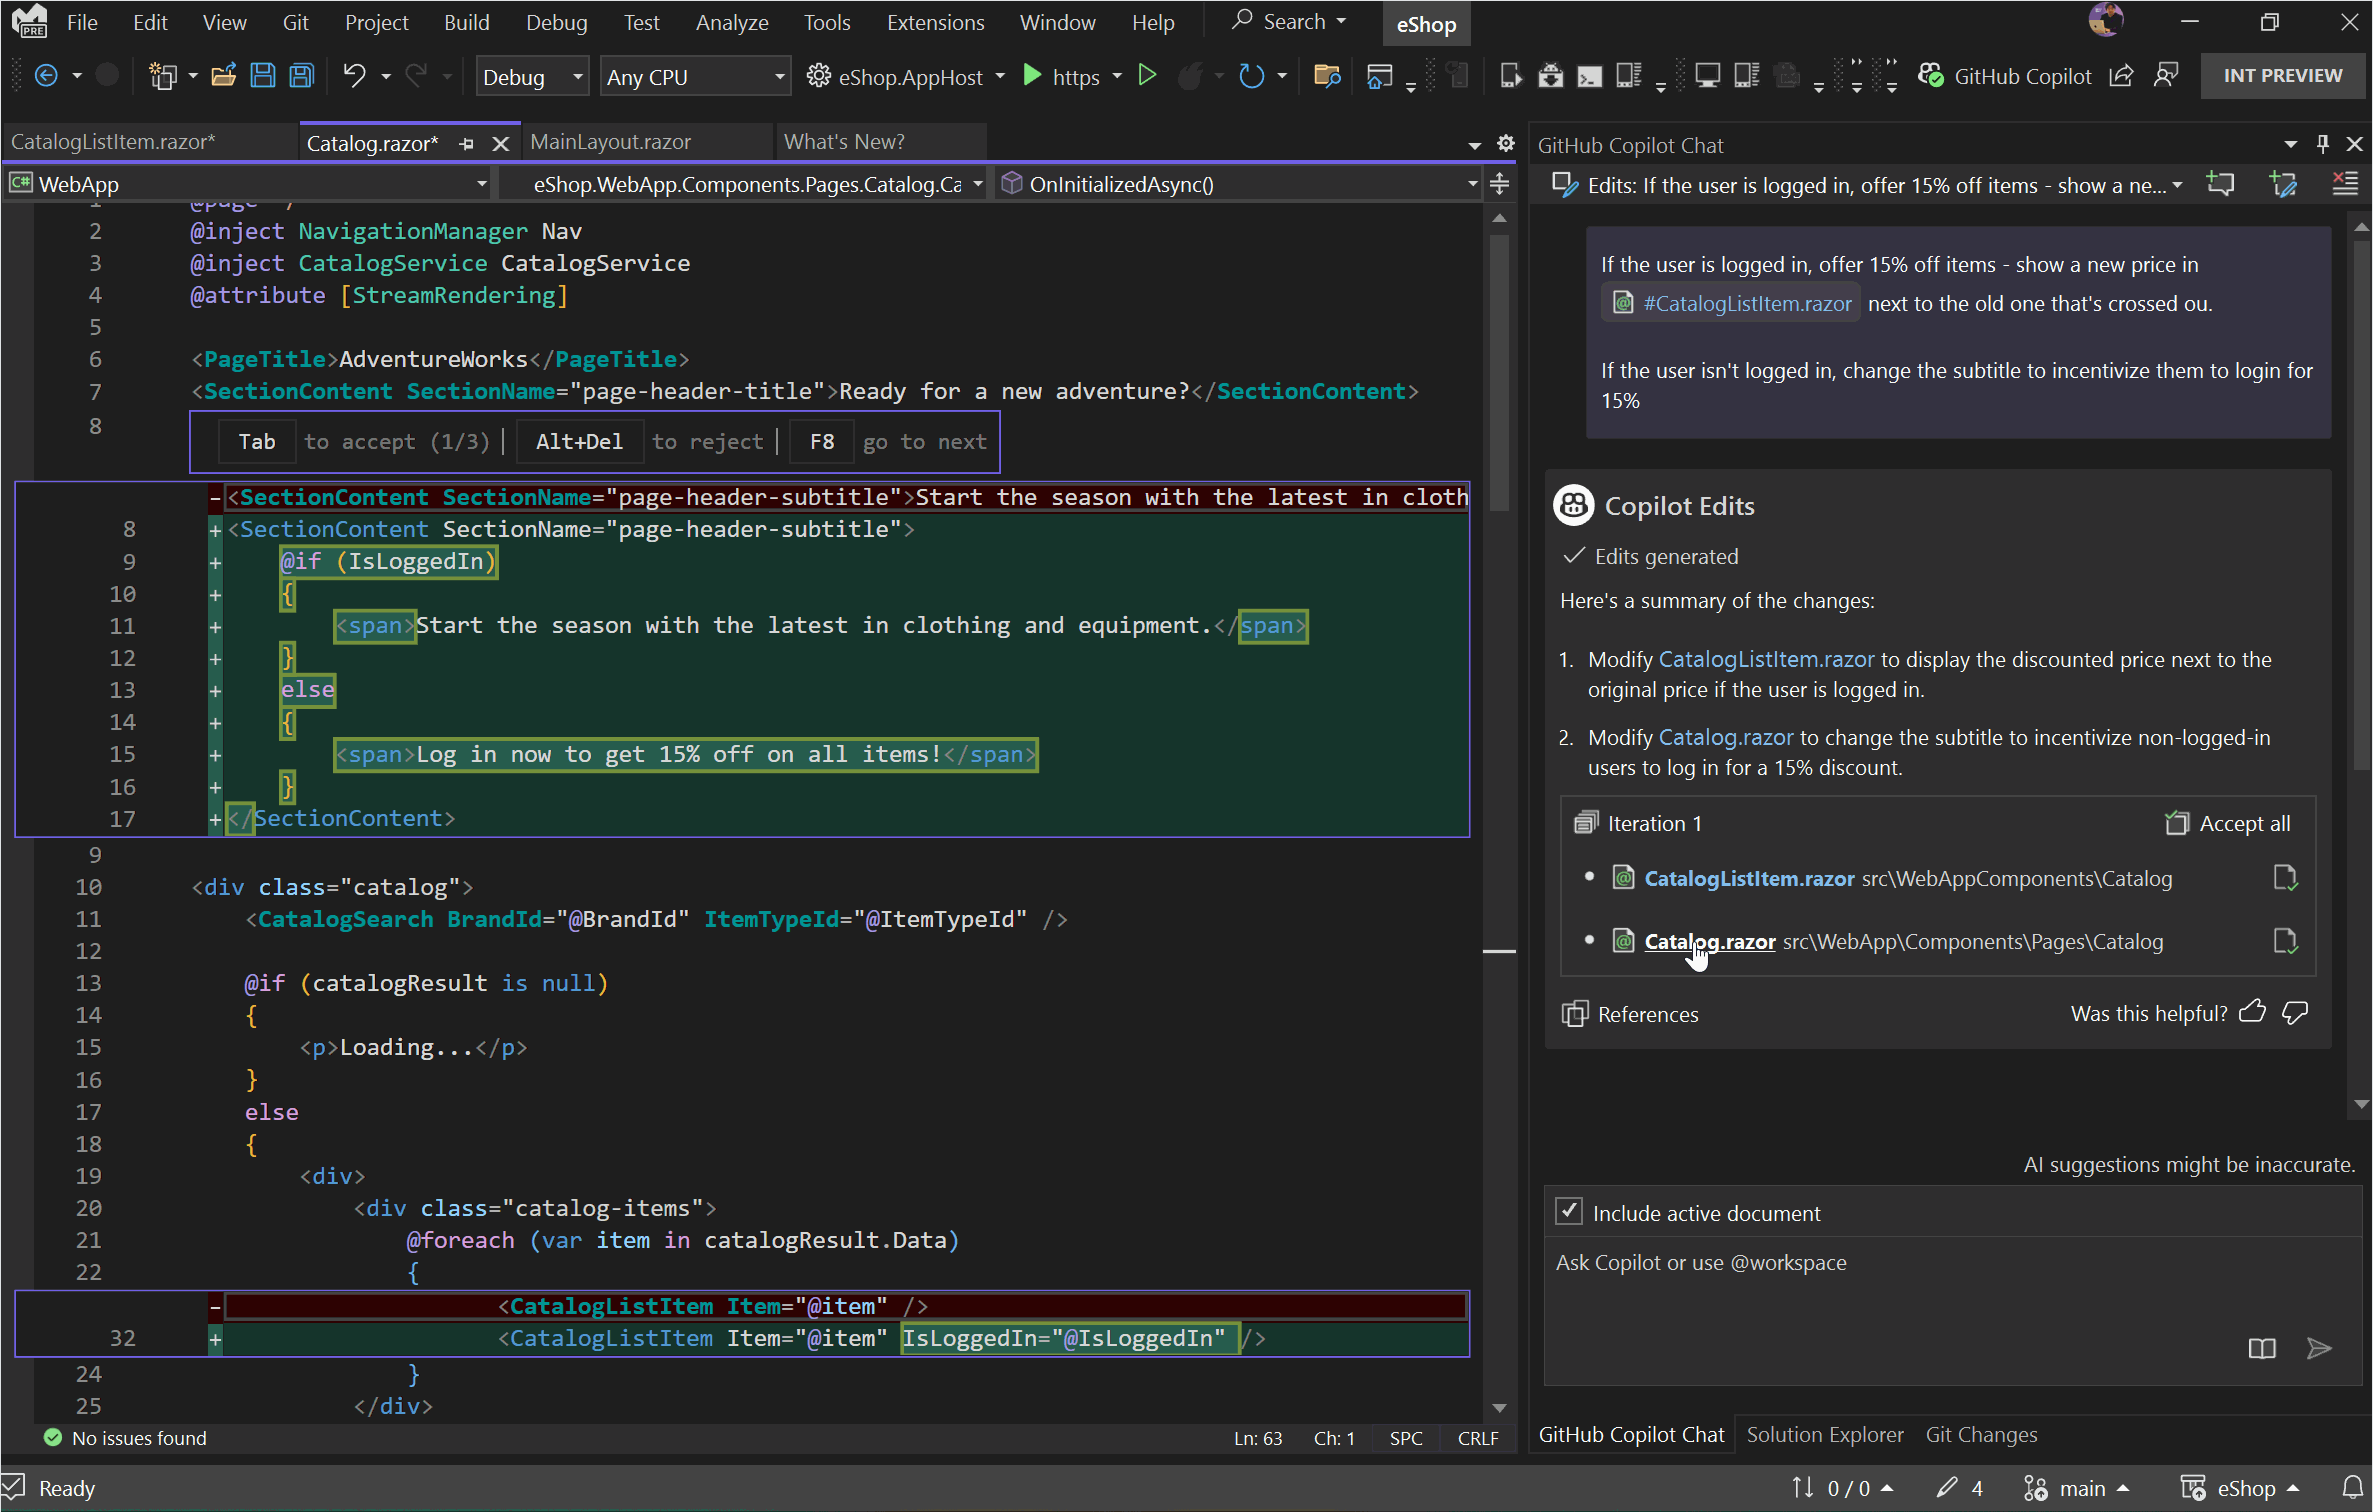 File Edit View Git Project Build Debug Test Analyze Tools Extensions Window Help Search eShop
PRE
Debug Any CPU eShop.AppHost https GitHub Copilot INT PREVIEW
CatalogListItem.razor* Catalog.razor* MainLayout.razor What's New?
C# WebApp eShop.WebApp.Components.Pages.Catalog.Ca OnInitializedAsync()
1 @page "/
2 @inject NavigationManager Nav
3 @inject CatalogService CatalogService
4 @attribute [StreamRendering]
5
6 <PageTitle>AdventureWorks</PageTitle>
7 <SectionContent SectionName="page-header-title">Ready for a new adventure?</SectionContent>
8 Tab to accept (1/3) | Alt+Del to reject | F8 go to next
- <SectionContent SectionName="page-header-subtitle">Start the season with the latest in cloth
8 + <SectionContent SectionName="page-header-subtitle">
9 + @if (IsLoggedIn)
10 + {
11 + <span>Start the season with the latest in clothing and equipment.</span>
12 + }
13 + else
14 + {
15 + <span>Log in now to get 15% off on all items!</span>
16 + }
17 + </SectionContent>
9
10 <div class="catalog">
11 <CatalogSearch BrandId="@BrandId" ItemTypeId="@ItemTypeId" />
12
13 @if (catalogResult is null)
14 {
15 <p>Loading...</p>
16 }
17 else
18 {
19 <div>
20 <div class="catalog-items">
21 @foreach (var item in catalogResult.Data)
22 {
- <CatalogListItem Item="@item" />
32 + <CatalogListItem Item="@item" IsLoggedIn="@IsLoggedIn" />
24 }
25 </div>
No issues found Ln: 63 Ch: 1 SPC CRLF
GitHub Copilot Chat
Edits: If the user is logged in, offer 15% off items - show a ne...
If the user is logged in, offer 15% off items - show a new price in
#CatalogListItem.razor next to the old one that's crossed ou.
If the user isn't logged in, change the subtitle to incentivize them to login for
15%
Copilot Edits
Edits generated
Here's a summary of the changes:
1. Modify CatalogListItem.razor to display the discounted price next to the
original price if the user is logged in.
2. Modify Catalog.razor to change the subtitle to incentivize non-logged-in
users to log in for a 15% discount.
Iteration 1 Accept all
• CatalogListItem.razor src\WebAppComponents\Catalog
• Catalog.razor src\WebApp\Components\Pages\Catalog
References Was this helpful?
AI suggestions might be inaccurate.
Include active document
Ask Copilot or use @workspace
GitHub Copilot Chat Solution Explorer Git Changes
Ready 0 / 0 4 main eShop